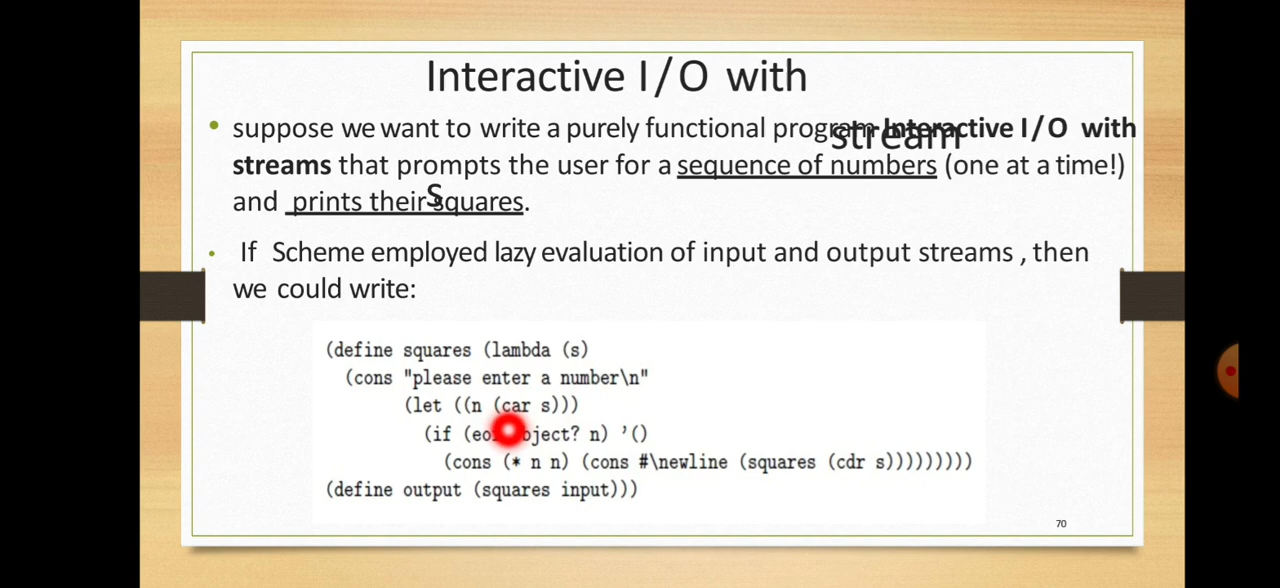 Interactive I/O with
streams
• suppose we want to write a purely functional program Interactive I/O with
streams that prompts the user for a sequence of numbers (one at a time!)
and prints their squares.
• If Scheme employed lazy evaluation of input and output streams , then
we could write:
(define squares (lambda (s)
(cons "please enter a number\n"
(let ((n (car s)))
(if (eof-object? n) '()
(cons (* n n) (cons #\newline (squares (cdr s)))))))))
(define output (squares input)))
70